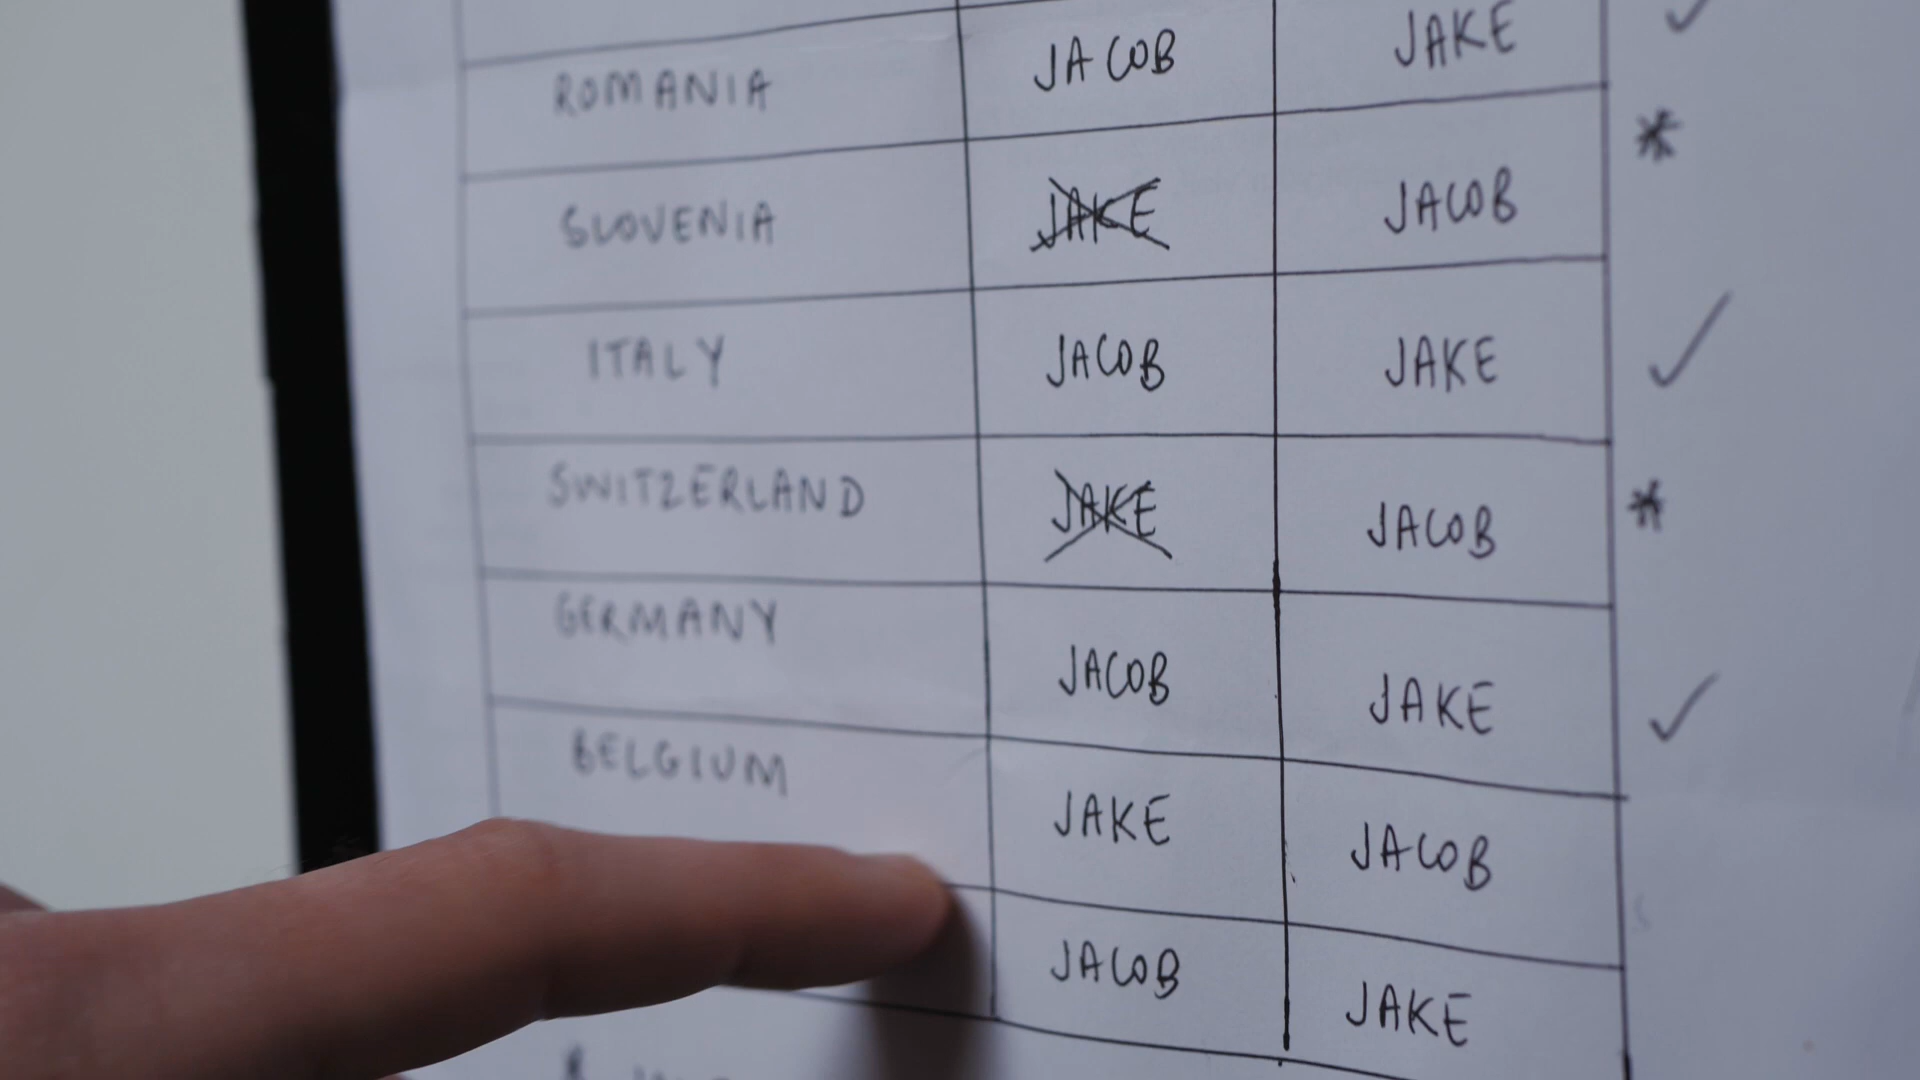 ROMANIA JACOB JAKE ✓
SLOVENIA JAKE JACOB *
ITALY JACOB JAKE ✓
SWITZERLAND JAKE JACOB *
GERMANY JACOB JAKE ✓
BELGIUM JAKE JACOB
JACOB JAKE